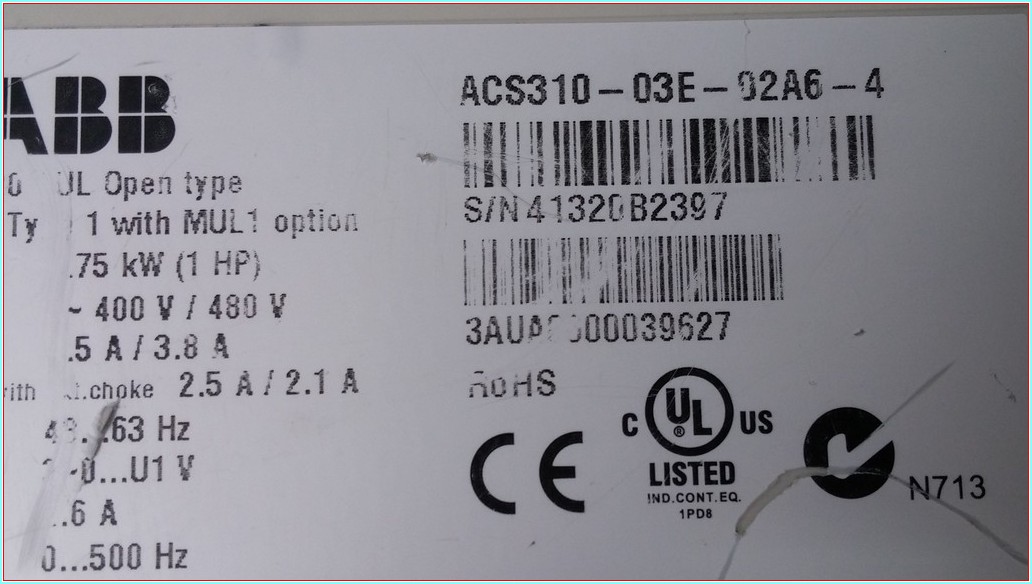 ABB
UL Open type
1 with MUL1 option
.75 kW (1 HP)
~ 400 V / 480 V
.5 A / 3.8 A
.choke 2.5 A / 2.1 A
63 Hz
0...U1 V
.6 A
0...500 Hz
ACS310-03E-02A6-4
S/N 41320B2397
RoHS
C UL US
®
LISTED
IND.CONT.EQ.
1PD8
CE
N713